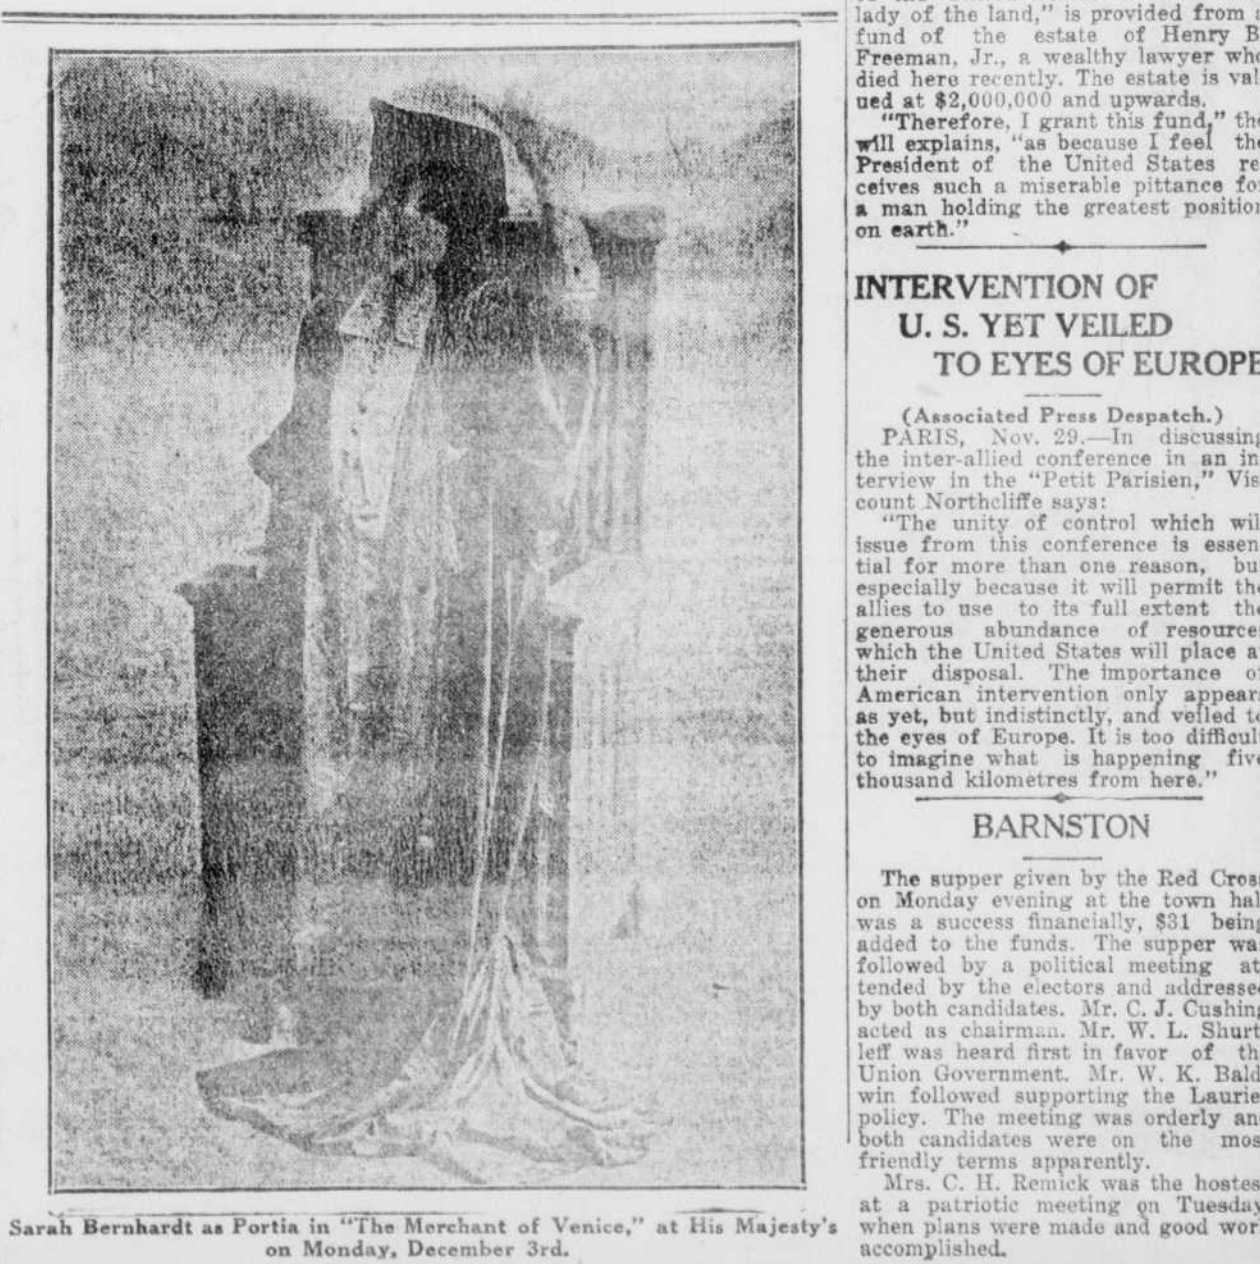 Sarah Bernhardt as Portia in "The Merchant of Venice," at His Majesty's
on Monday, December 3rd.
lady of the land," is provided from
fund of the estate of Henry B
Freeman, Jr., a wealthy lawyer who
died here recently. The estate is val
ued at $2,000,000 and upwards.
"Therefore, I grant this fund," the
will explains, "as because I feel the
President of the United States re
ceives such a miserable pittance for
a man holding the greatest position
on earth."
INTERVENTION OF
U. S. YET VEILED
TO EYES OF EUROPE
(Associated Press Despatch.)
PARIS, Nov. 29.—In discussing
the inter-allied conference in an in
terview in the "Petit Parisien," Vis
count Northcliffe says:
"The unity of control which wil
issue from this conference is essen
tial for more than one reason, bu
especially because it will permit the
allies to use to its full extent the
generous abundance of resources
which the United States will place a
their disposal. The importance of
American intervention only appears
as yet, but indistinctly, and veiled to
the eyes of Europe. It is too difficul
to imagine what is happening five
thousand kilometres from here."
BARNSTON
The supper given by the Red Cross
on Monday evening at the town hal
was a success financially, $31 being
added to the funds. The supper wa
followed by a political meeting at
tended by the electors and addressed
by both candidates. Mr. C. J. Cushing
acted as chairman. Mr. W. L. Shurt
leff was heard first in favor of the
Union Government. Mr. W. K. Bald
win followed supporting the Laurie
policy. The meeting was orderly and
both candidates were on the mos
friendly terms apparently.
Mrs. C. H. Remick was the hostes
at a patriotic meeting on Tuesday
when plans were made and good work
accomplished.